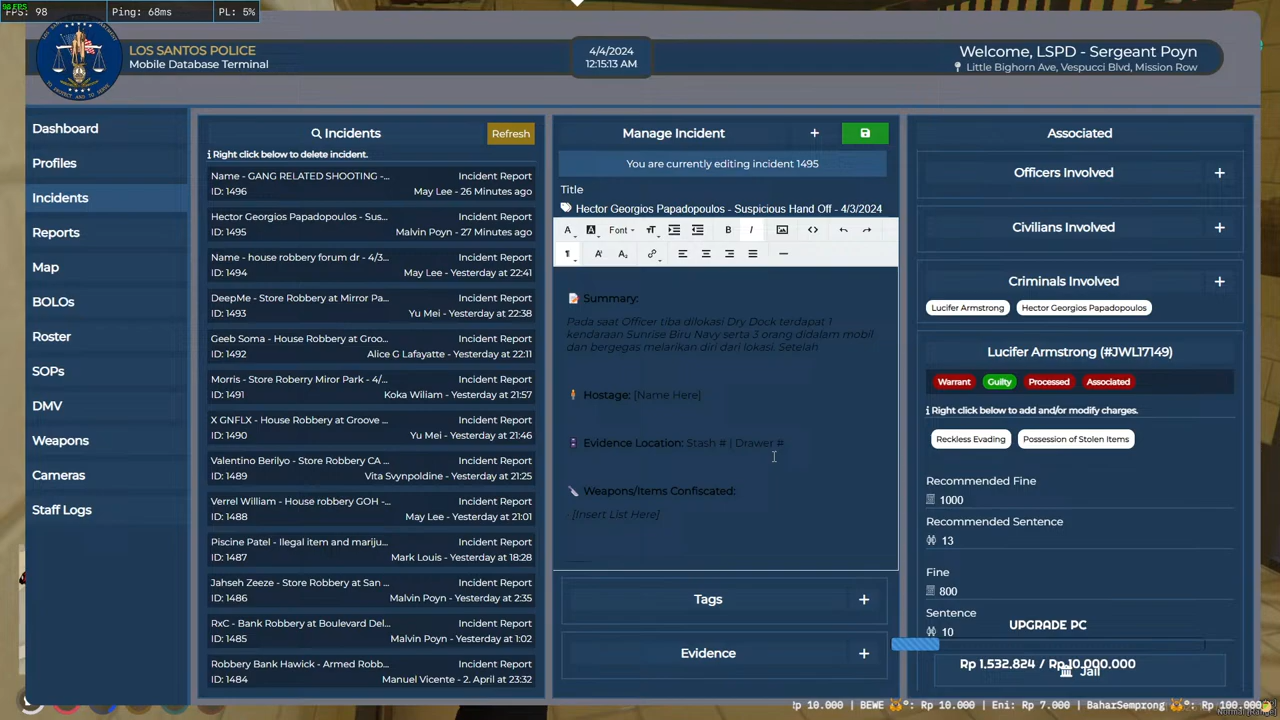 FPS: 98
Ping: 68ms
PL: 5%
LOS SANTOS POLICE
Mobile Database Terminal
4/4/2024
12:15:13 AM
Welcome, LSPD - Sergeant Poyn
Little Bighorn Ave, Vespucci Blvd, Mission Row
Dashboard
Profiles
Incidents
Reports
Map
BOLOs
Roster
SOPs
DMV
Weapons
Cameras
Staff Logs
Incidents
Refresh
Right click below to delete incident.
Name - GANG RELATED SHOOTING -... Incident Report
ID: 1496 May Lee - 26 Minutes ago
Hector Georgios Papadopoulos - Sus... Incident Report
ID: 1495 Malvin Poyn - 27 Minutes ago
Name - house robbery forum dr - 4/3... Incident Report
ID: 1494 May Lee - Yesterday at 22:41
DeepMe - Store Robbery at Mirror Pa... Incident Report
ID: 1493 Yu Mei - Yesterday at 22:38
Geeb Soma - House Robbery at Groo... Incident Report
ID: 1492 Alice G Lafayatte - Yesterday at 22:11
Morris - Store Roberry Miror Park - 4/... Incident Report
ID: 1491 Koka Wiliam - Yesterday at 21:57
X GNFLX - House Robbery at Groove ... Incident Report
ID: 1490 Yu Mei - Yesterday at 21:46
Valentino Berilyo - Store Robbery CA ... Incident Report
ID: 1489 Vita Svynpoldine - Yesterday at 21:25
Verrel William - House robbery GOH -... Incident Report
ID: 1488 May Lee - Yesterday at 21:01
Piscine Patel - Ilegal item and mariju... Incident Report
ID: 1487 Mark Louis - Yesterday at 18:28
Jahseh Zeeze - Store Robbery at San ... Incident Report
ID: 1486 Malvin Poyn - Yesterday at 2:35
RxC - Bank Robbery at Boulevard Del... Incident Report
ID: 1485 Malvin Poyn - Yesterday at 1:02
Robbery Bank Hawick - Armed Robb... Incident Report
ID: 1484 Manuel Vicente - 2. April at 23:32
Manage Incident
You are currently editing incident 1495
Title
Hector Georgios Papadopoulos - Suspicious Hand Off - 4/3/2024
Font
Summary:
Pada saat Officer tiba dilokasi Dry Dock terdapat 1
kendaraan Sunrise Biru Navy serta 3 orang didalam mobil
dan bergegas melarikan diri dari lokasi. Setelah
Hostage: [Name Here]
Evidence Location: Stash # | Drawer #
Weapons/Items Confiscated:
[Insert List Here]
Tags
Evidence
Associated
Officers Involved
Civilians Involved
Criminals Involved
Lucifer Armstrong Hector Georgios Papadopoulos
Lucifer Armstrong (#JWL17149)
Warrant Guilty Processed Associated
Right click below to add and/or modify charges.
Reckless Evading Possession of Stolen Items
Recommended Fine
1000
Recommended Sentence
13
Fine
800
Sentence
10
UPGRADE PC
Rp 1.532.824 / Rp 10.000.000
Jail
Rp 10.000 | BEWE : Rp 10.000 | Eni: Rp 7.000 | BaharSemprong : Rp 100.000